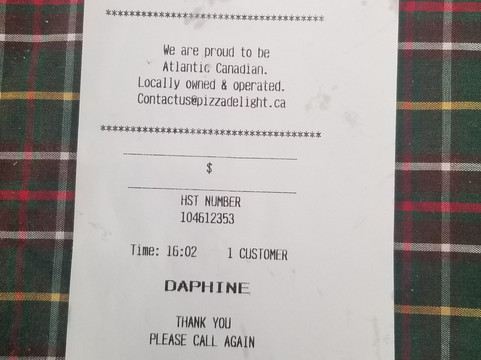 ************************************
We are proud to be
Atlantic Canadian.
Locally owned & operated.
Contactus@pizzadelight.ca
************************************
$
HST NUMBER
104612353
Time: 16:02 1 CUSTOMER
DAPHINE
THANK YOU
PLEASE CALL AGAIN